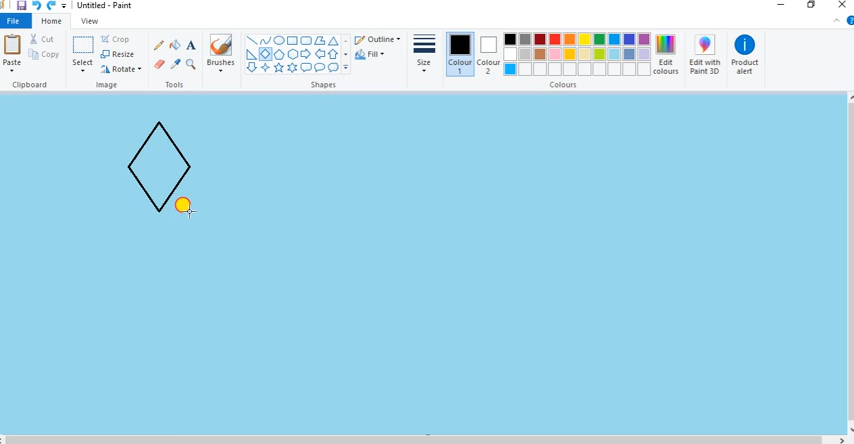 Untitled - Paint
File Home View
Paste
Cut
Copy
Clipboard
Select
Crop
Resize
Rotate
Image
A
Tools
Brushes
Shapes
Outline
Fill
Size
Colour 1
Colour 2
Edit colours
Colours
Edit with Paint 3D
Product alert